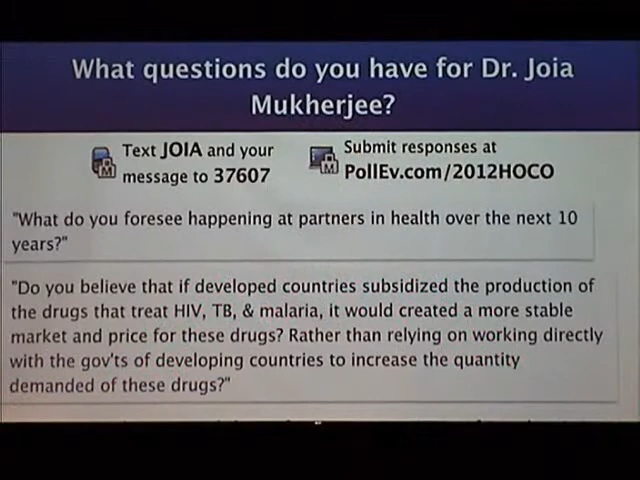 What questions do you have for Dr. Joia
Mukherjee?
Text JOIA and your
message to 37607
Submit responses at
PollEv.com/2012HOCO
"What do you foresee happening at partners in health over the next 10
years?"
"Do you believe that if developed countries subsidized the production of
the drugs that treat HIV, TB, & malaria, it would created a more stable
market and price for these drugs? Rather than relying on working directly
with the gov'ts of developing countries to increase the quantity
demanded of these drugs?"